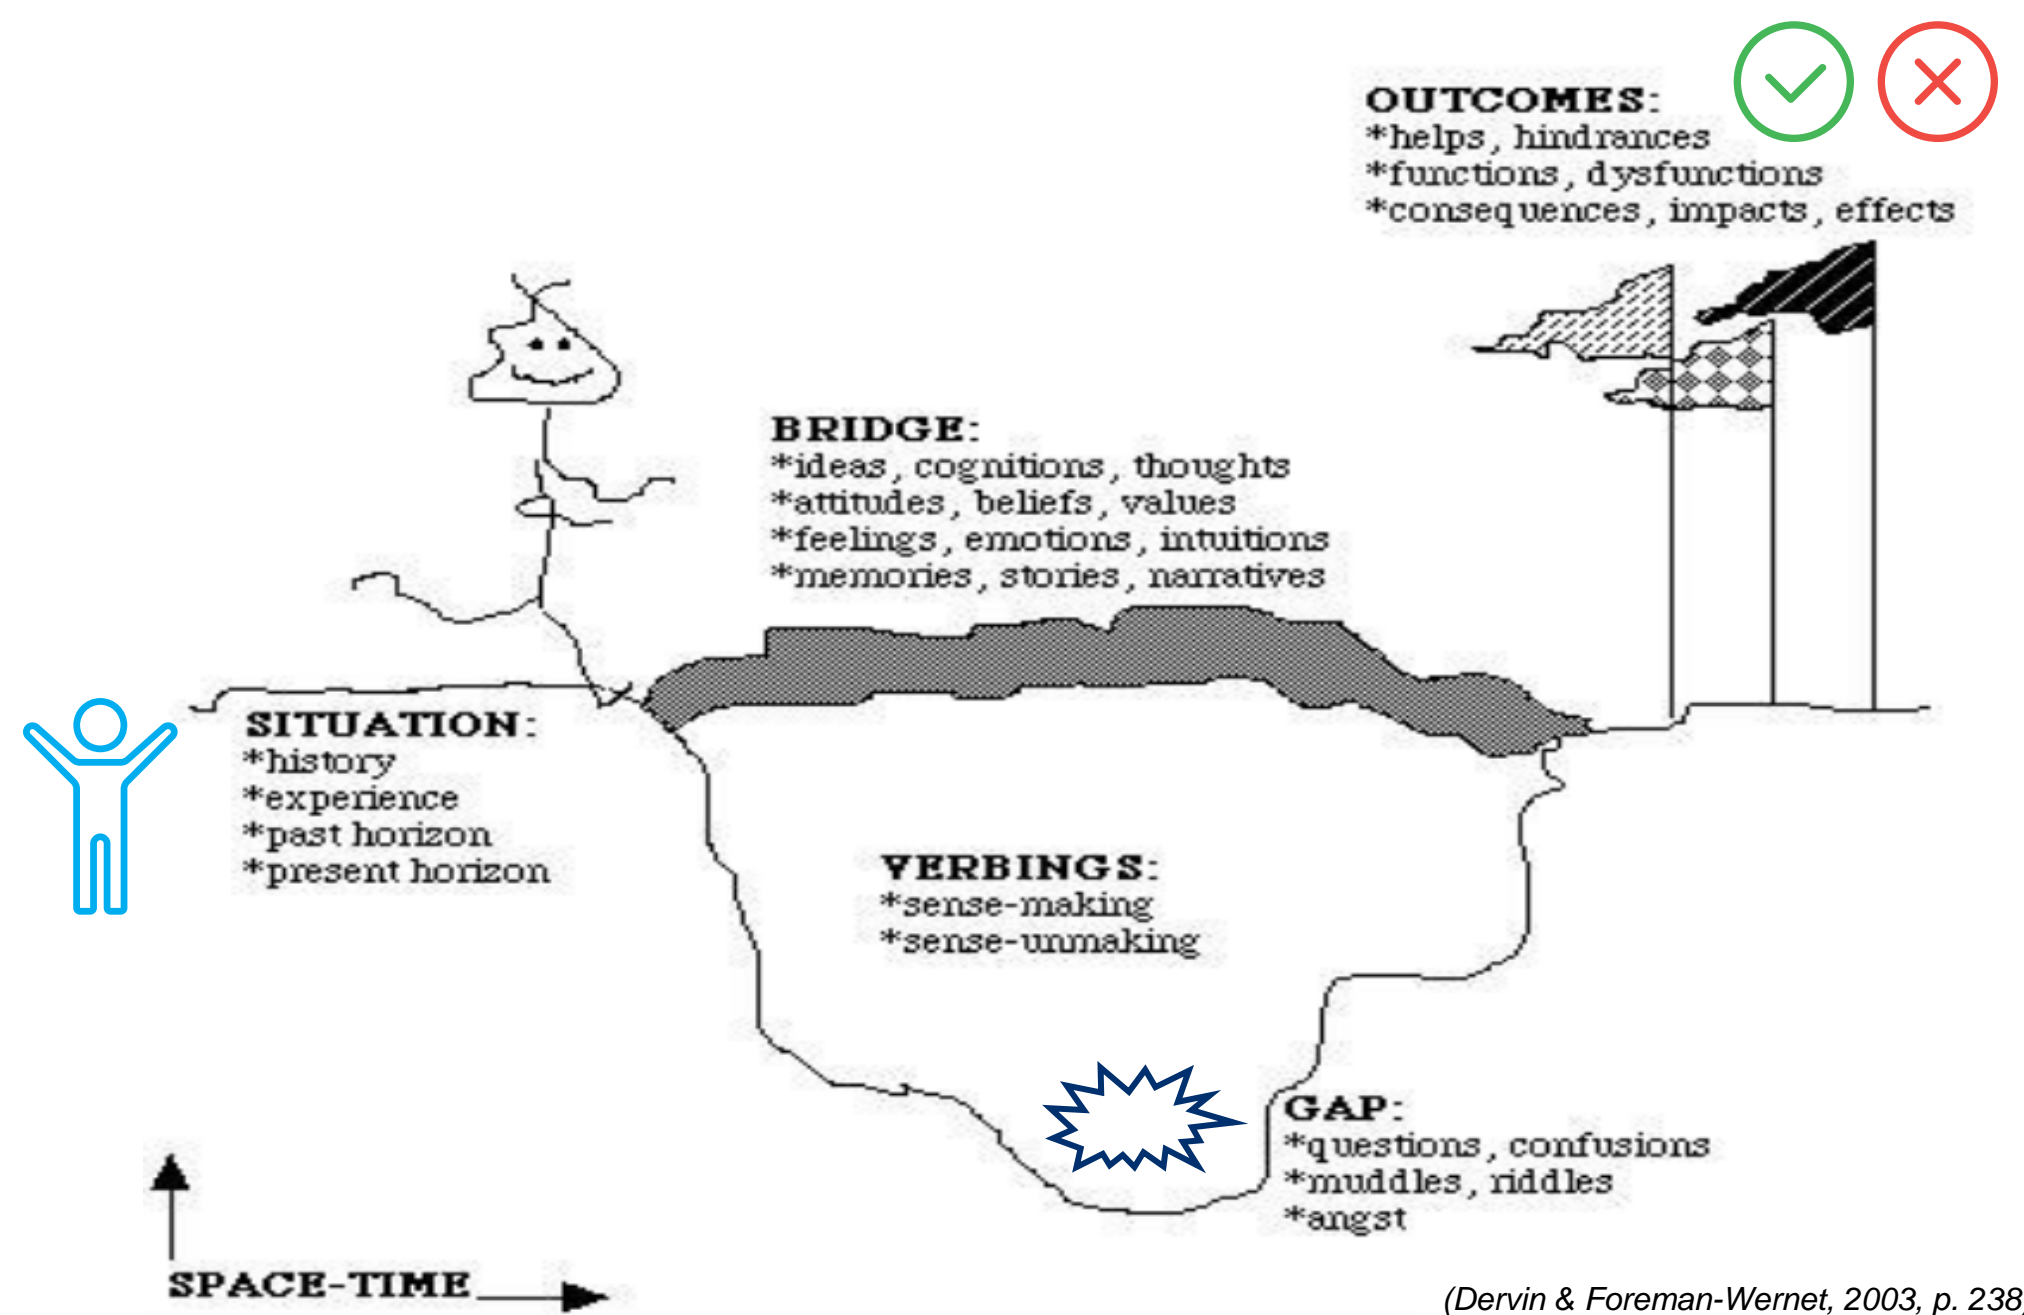 OUTCOMES:
*helps, hindrances
*functions, dysfunctions
*consequences, impacts, effects
BRIDGE:
*ideas, cognitions, thoughts
*attitudes, beliefs, values
*feelings, emotions, intuitions
*memories, stories, narratives
SITUATION:
*history
*experience
*past horizon
*present horizon
VERBINGS:
*sense-making
*sense-unmaking
GAP:
*questions, confusions
*muddles, riddles
*angst
SPACE-TIME
(Dervin & Foreman-Wernet, 2003, p. 238)